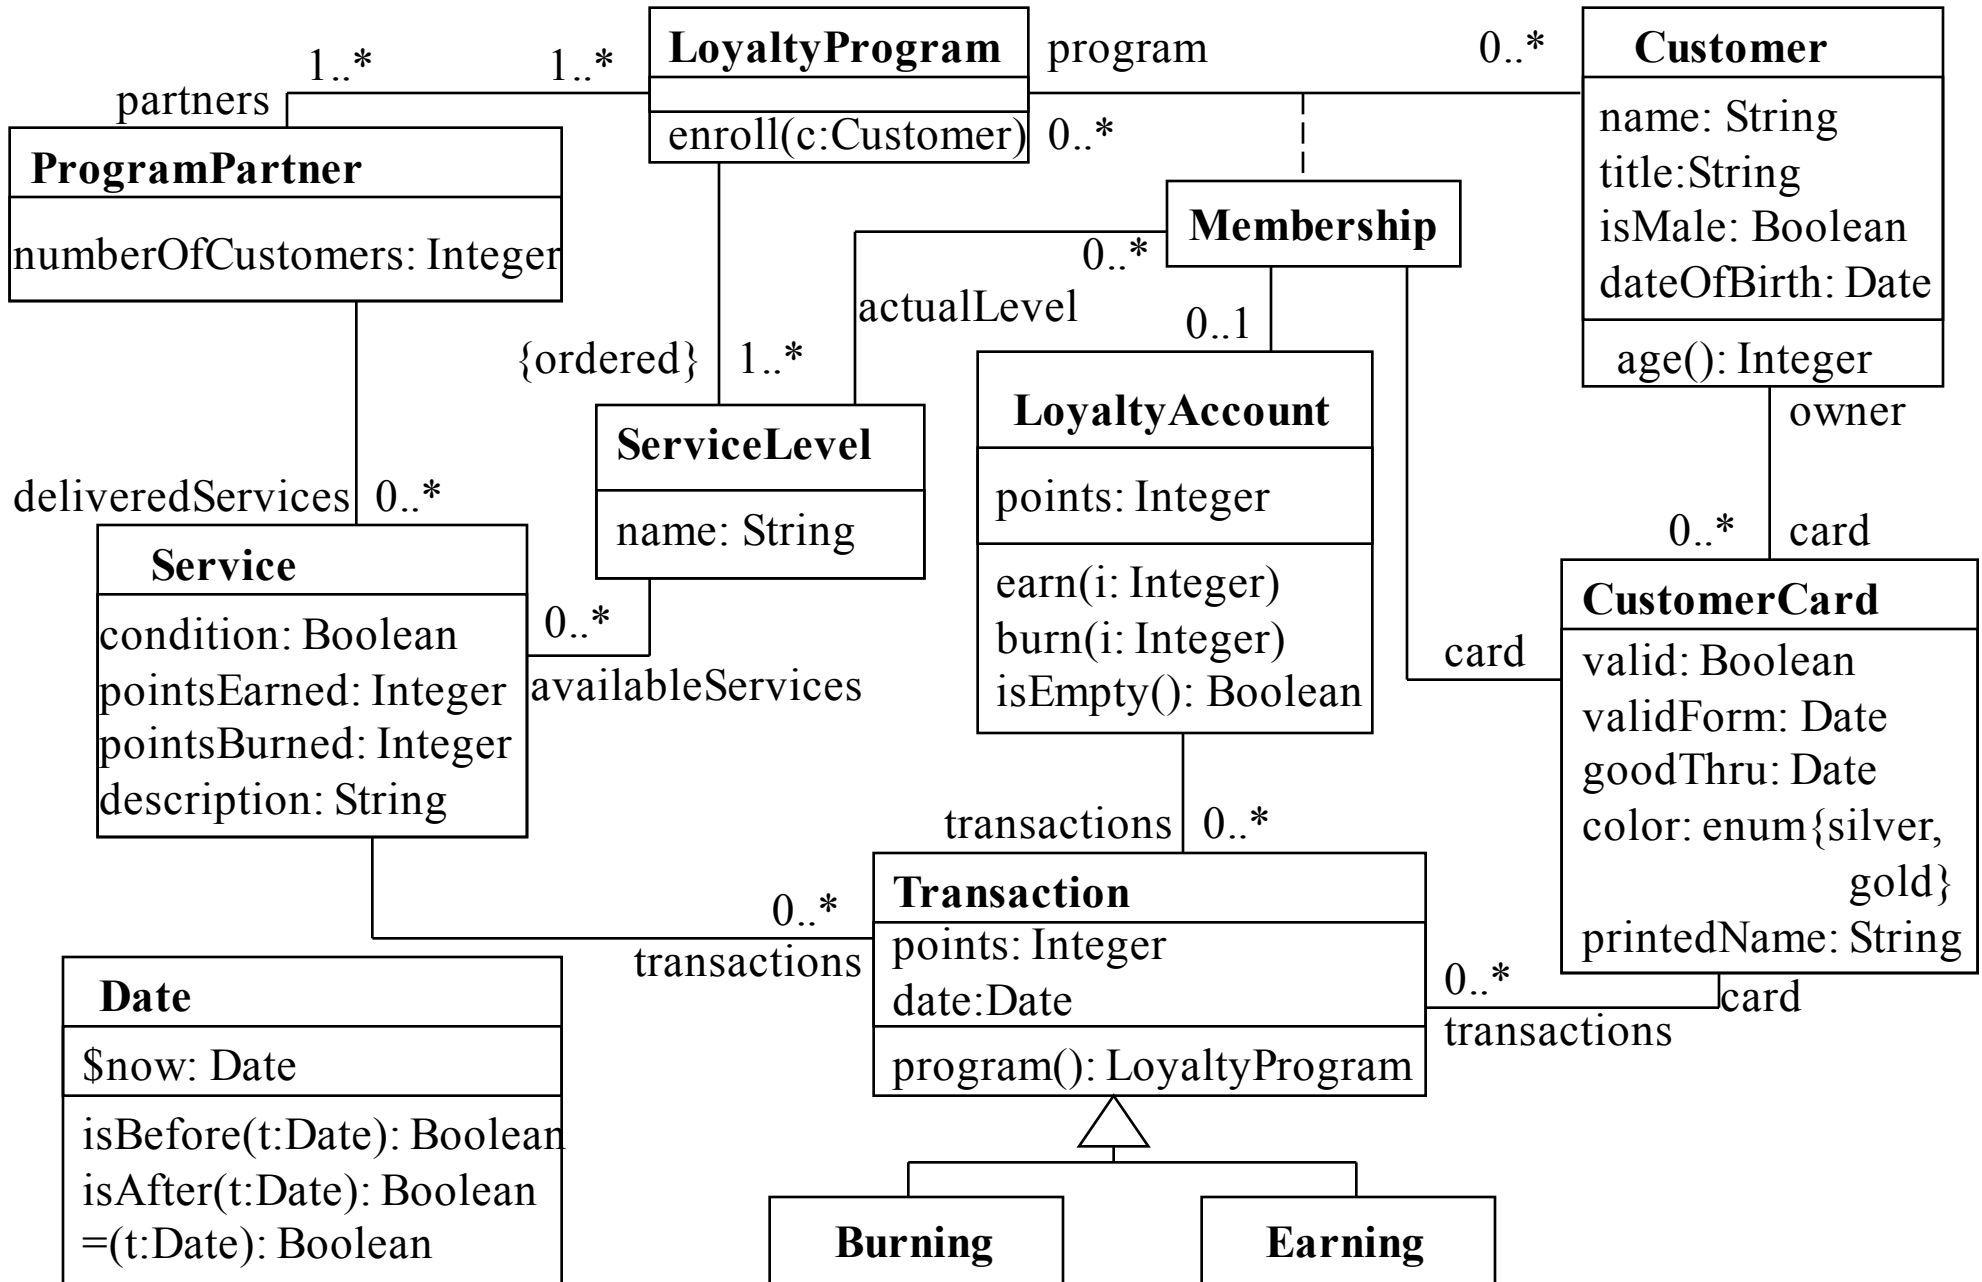 LoyaltyProgram
enroll(c:Customer)
program
0..*
0..*
Customer
name: String
title:String
isMale: Boolean
dateOfBirth: Date
age(): Integer
1..*
1..*
partners
ProgramPartner
numberOfCustomers: Integer
Membership
0..*
actualLevel
0..1
{ordered}
1..*
owner
ServiceLevel
name: String
LoyaltyAccount
points: Integer
earn(i: Integer)
burn(i: Integer)
isEmpty(): Boolean
0..*
card
CustomerCard
valid: Boolean
validForm: Date
goodThru: Date
color: enum{silver,
gold}
printedName: String
card
deliveredServices
0..*
Service
condition: Boolean
pointsEarned: Integer
pointsBurned: Integer
description: String
0..*
availableServices
transactions
0..*
0..*
transactions
Transaction
points: Integer
date:Date
program(): LoyaltyProgram
0..*
transactions
card
Date
$now: Date
isBefore(t:Date): Boolean
isAfter(t:Date): Boolean
=(t:Date): Boolean
Burning
Earning